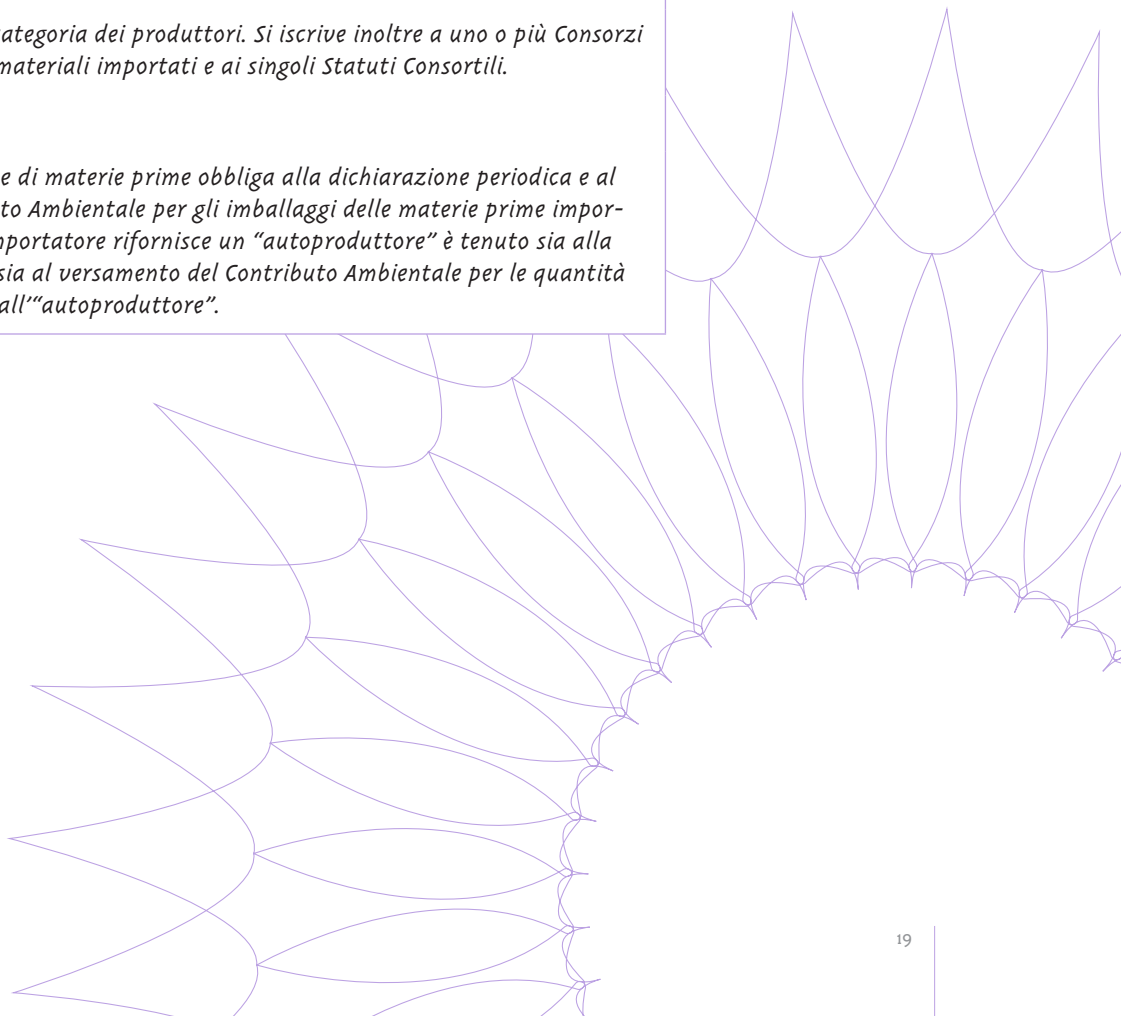 ategoria dei produttori. Si iscrive inoltre a uno o più Consorzi
materiali importati e ai singoli Statuti Consortili.
e di materie prime obbliga alla dichiarazione periodica e al
to Ambientale per gli imballaggi delle materie prime impor-
mportatore rifornisce un “autoproduttore” è tenuto sia alla
sia al versamento del Contributo Ambientale per le quantità
all’“autoproduttore”.
19